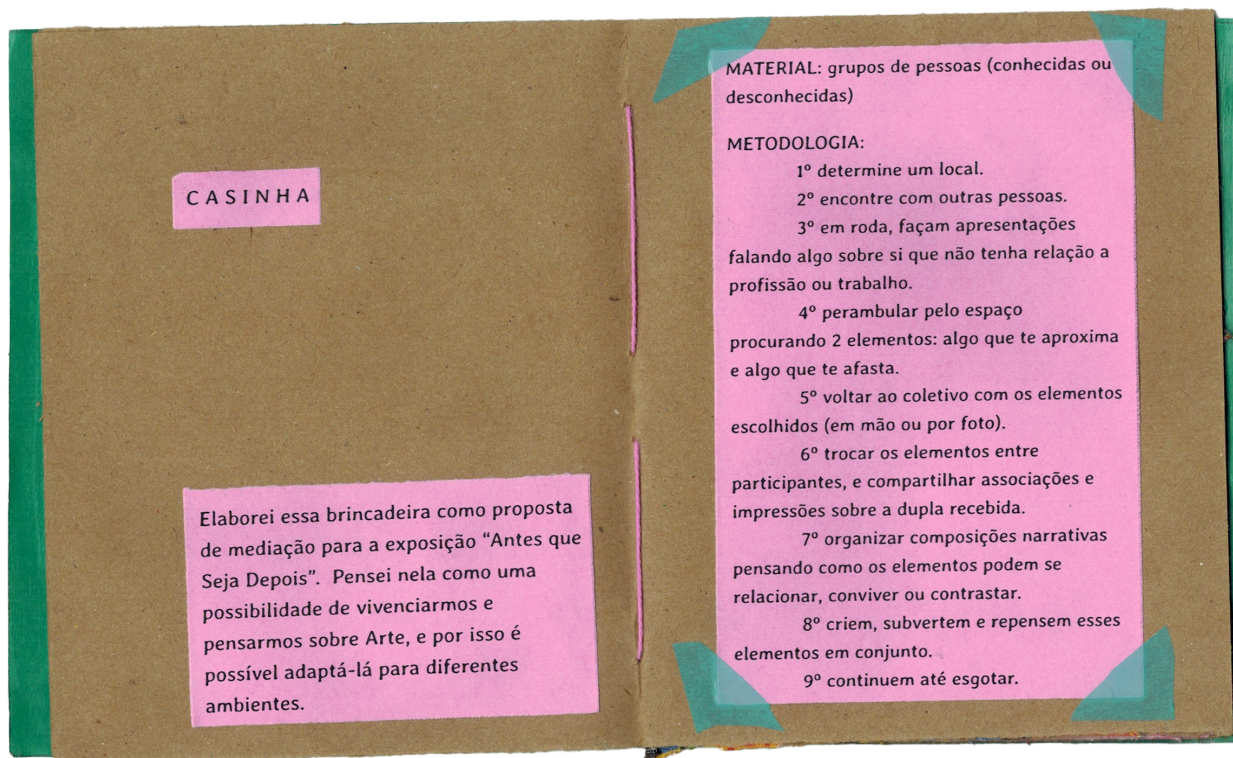 CASINHA
Elaborei essa brincadeira como proposta
de mediação para a exposição “Antes que
Seja Depois”. Pensei nela como uma
possibilidade de vivenciarmos e
pensarmos sobre Arte, e por isso é
possível adaptá-lá para diferentes
ambientes.
MATERIAL: grupos de pessoas (conhecidas ou
desconhecidas)
METODOLOGIA:
1º determine um local.
2º encontre com outras pessoas.
3º em roda, façam apresentações
falando algo sobre si que não tenha relação a
profissão ou trabalho.
4º perambular pelo espaço
procurando 2 elementos: algo que te aproxima
e algo que te afasta.
5º voltar ao coletivo com os elementos
escolhidos (em mão ou por foto).
6º trocar os elementos entre
participantes, e compartilhar associações e
impressões sobre a dupla recebida.
7º organizar composições narrativas
pensando como os elementos podem se
relacionar, conviver ou contrastar.
8º criem, subvertem e repensem esses
elementos em conjunto.
9º continuem até esgotar.